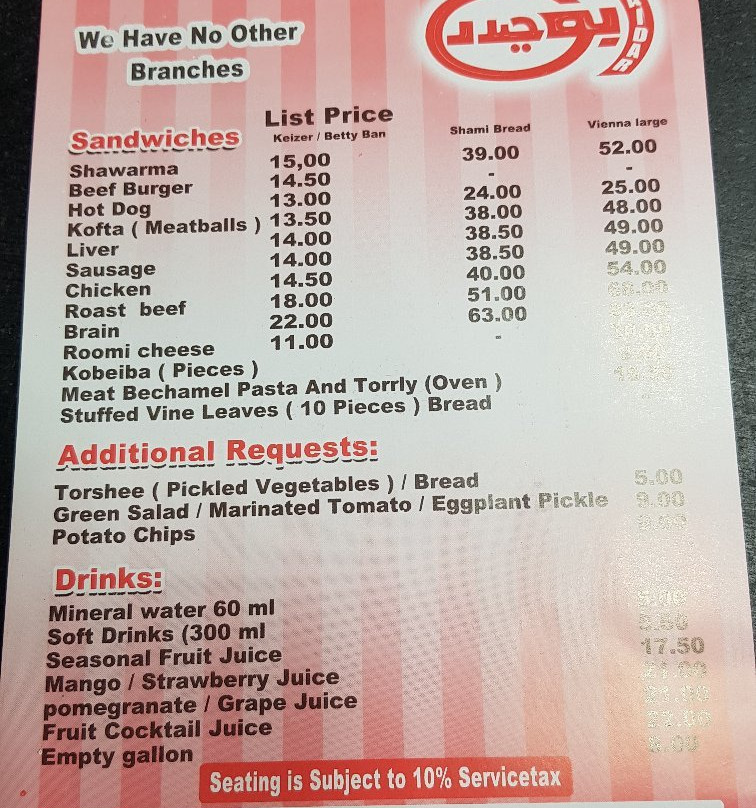 We Have No Other
Branches
Sandwiches List Price
Keizer / Betty Ban Shami Bread Vienna large
Shawarma 15,00 39.00 52.00
Beef Burger 14.50 - -
Hot Dog 13.00 24.00 25.00
Kofta ( Meatballs ) 13.50 38.00 48.00
Liver 14.00 38.50 49.00
Sausage 14.00 38.50 49.00
Chicken 14.50 40.00 54.00
Roast beef 18.00 51.00
Brain 22.00 63.00
Roomi cheese 11.00 -
Kobeiba ( Pieces )
Meat Bechamel Pasta And Torrly (Oven )
Stuffed Vine Leaves ( 10 Pieces ) Bread
Additional Requests:
Torshee ( Pickled Vegetables ) / Bread 5.00
Green Salad / Marinated Tomato / Eggplant Pickle 9.00
Potato Chips
Drinks:
Mineral water 60 ml
Soft Drinks (300 ml
Seasonal Fruit Juice 17.50
Mango / Strawberry Juice 21.00
pomegranate / Grape Juice
Fruit Cocktail Juice
Empty gallon 6.00
Seating is Subject to 10% Servicetax